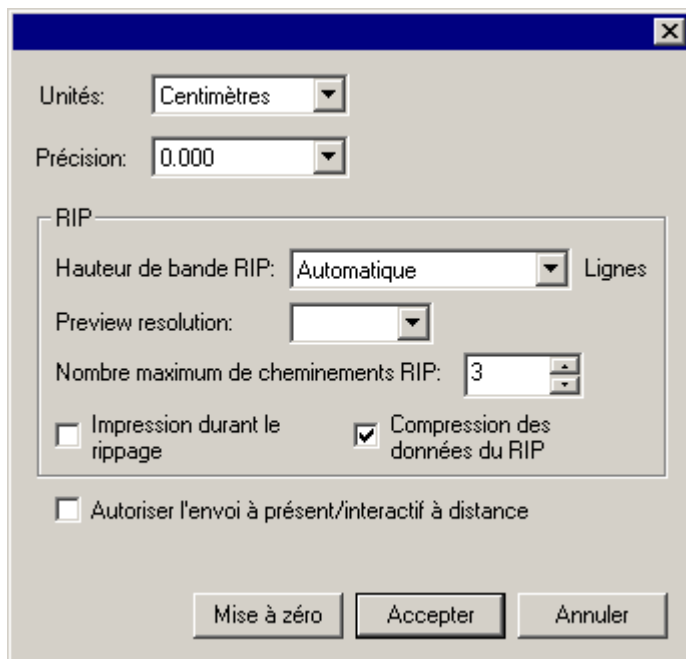 Unités: Centimètres
Précision: 0.000
RIP
Hauteur de bande RIP: Automatique Lignes
Preview resolution:
Nombre maximum de cheminements RIP: 3
Impression durant le
rippage
Compression des
données du RIP
Autoriser l'envoi à présent/interactif à distance
Mise à zéro Accepter Annuler